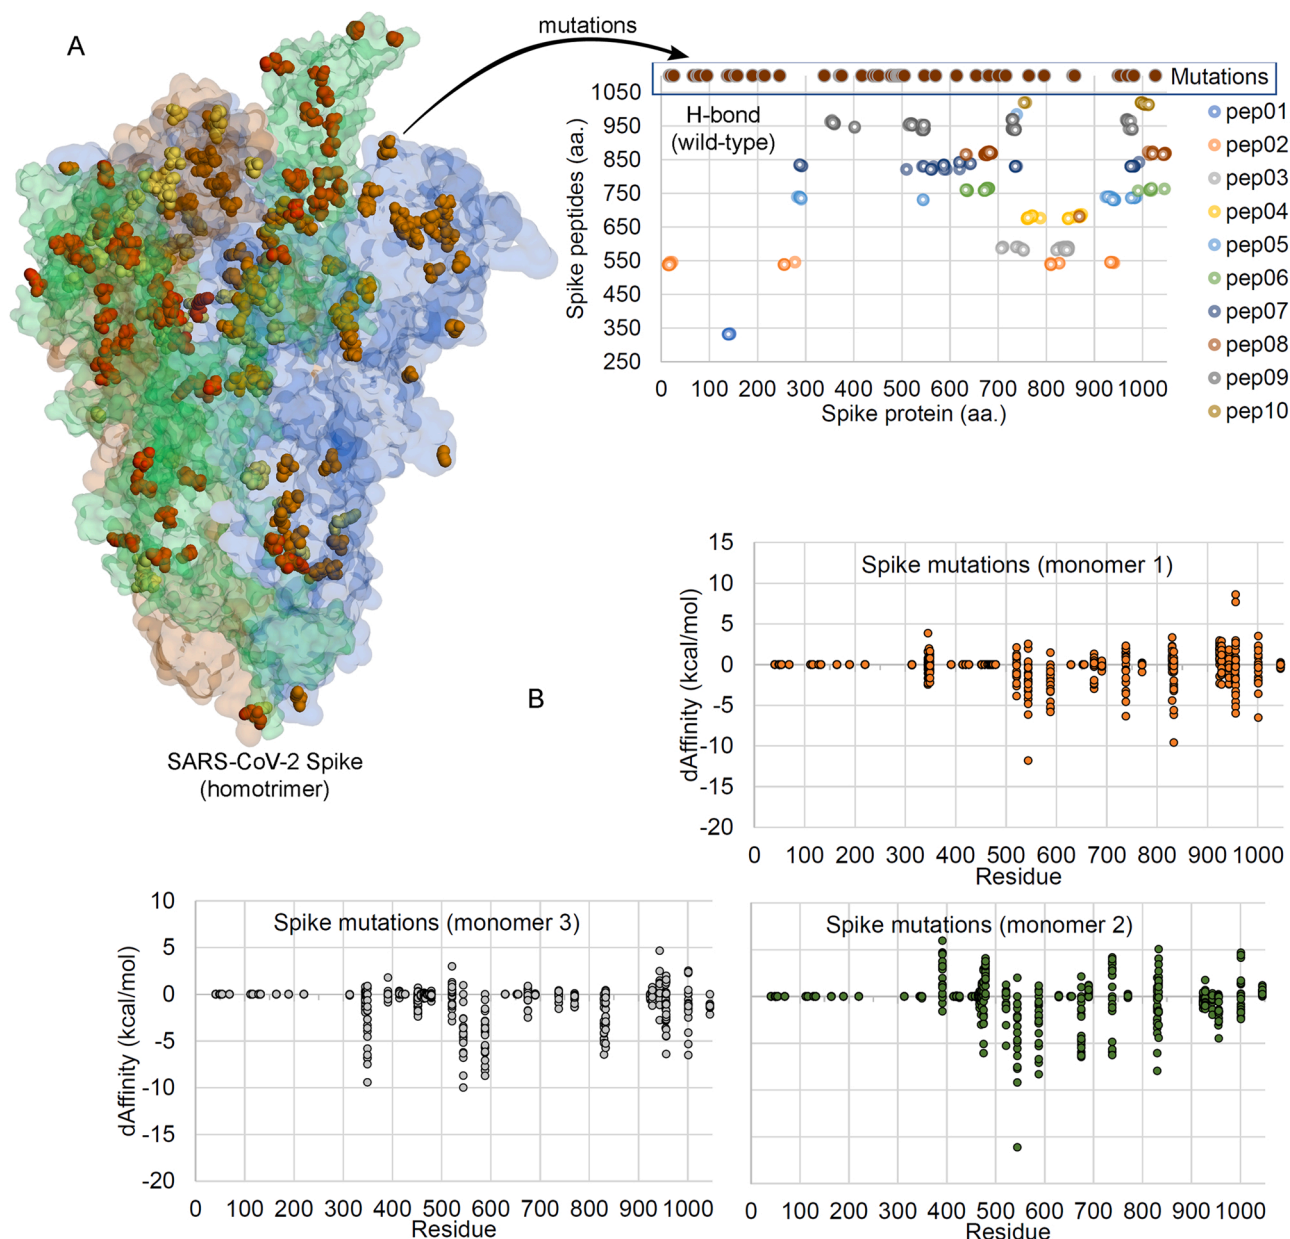 A
mutations
Mutations
H-bond
(wild-type)
Spike peptides (aa.)
1050
950
850
750
650
550
450
350
250
0 100 200 300 400 500 600 700 800 900 1000
Spike protein (aa.)
pep01
pep02
pep03
pep04
pep05
pep06
pep07
pep08
pep09
pep10
SARS-CoV-2 Spike
(homotrimer)
B
Spike mutations (monomer 1)
dAffinity (kcal/mol)
15
10
5
0
-5
-10
-15
-20
0 100 200 300 400 500 600 700 800 900 1000
Residue
Spike mutations (monomer 3)
dAffinity (kcal/mol)
10
5
0
-5
-10
-15
-20
0 100 200 300 400 500 600 700 800 900 1000
Residue
Spike mutations (monomer 2)
0 100 200 300 400 500 600 700 800 900 1000
Residue